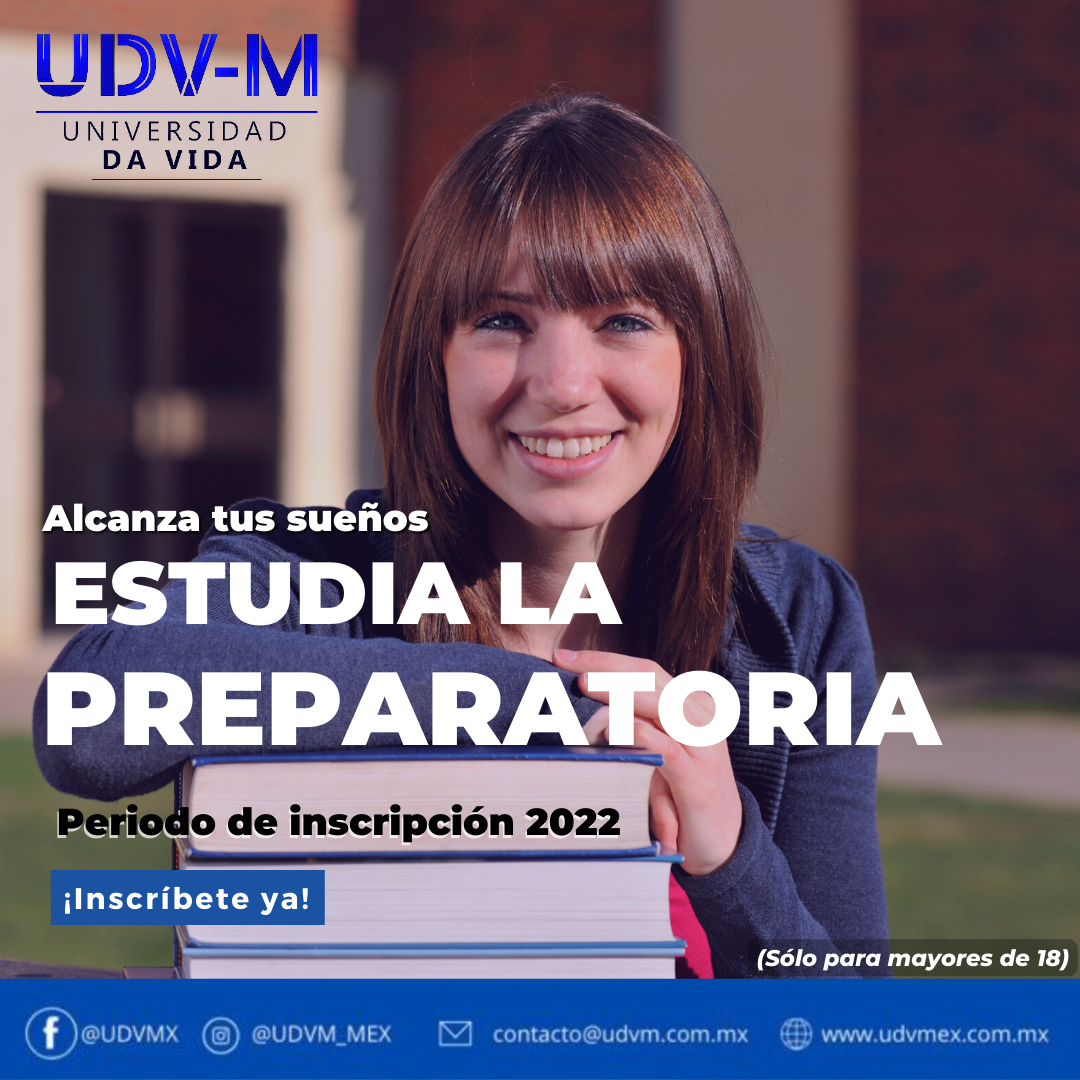 UDV-M
UNIVERSIDAD
DA VIDA
Alcanza tus sueños
ESTUDIA LA
PREPARATORIA
Periodo de inscripción 2022
¡Inscríbete ya!
(Sólo para mayores de 18)
@UDVMX @UDVM_MEX contacto@udvm.com.mx www.udvmex.com.mx